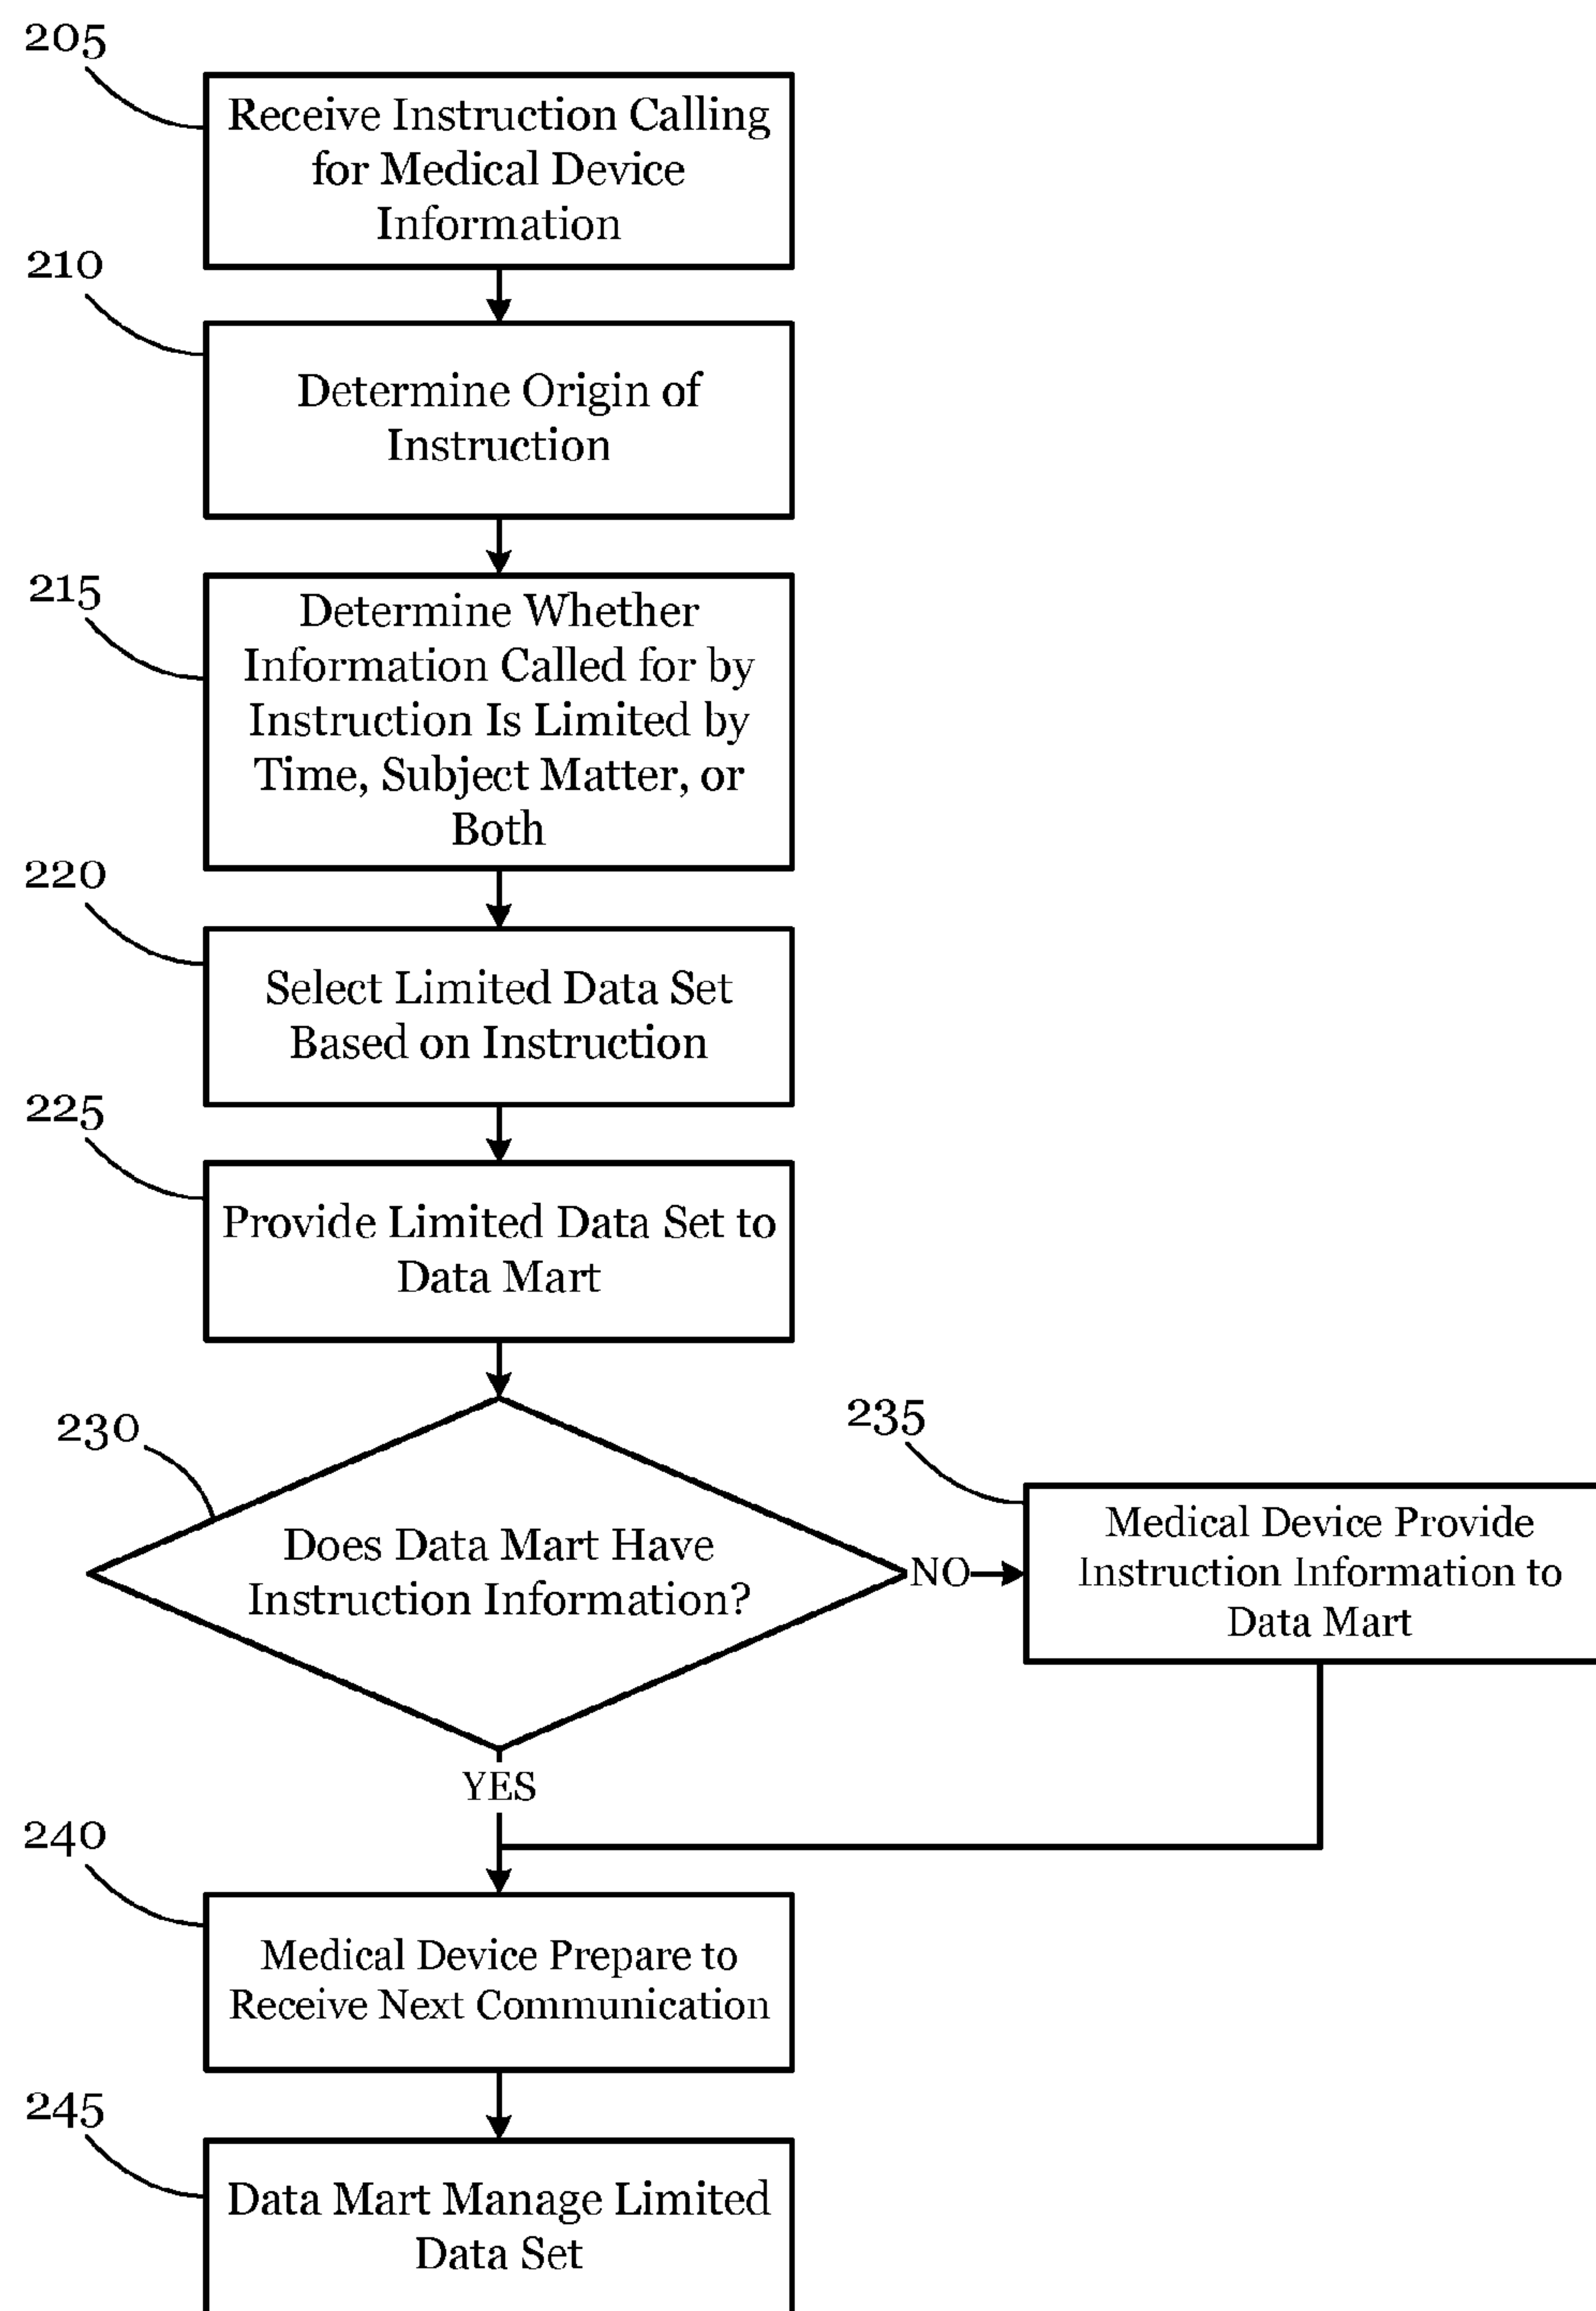 205
Receive Instruction Calling
for Medical Device
Information
210
Determine Origin of
Instruction
215
Determine Whether
Information Called for by
Instruction Is Limited by
Time, Subject Matter, or
Both
220
Select Limited Data Set
Based on Instruction
225
Provide Limited Data Set to
Data Mart
230
Does Data Mart Have
Instruction Information?
NO
235
Medical Device Provide
Instruction Information to
Data Mart
YES
240
Medical Device Prepare to
Receive Next Communication
245
Data Mart Manage Limited
Data Set